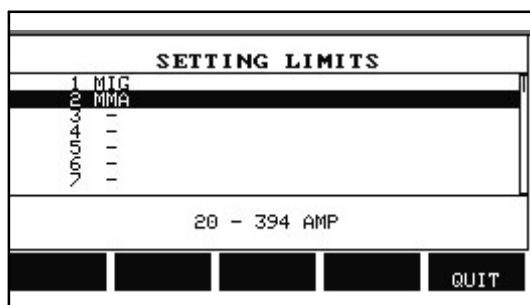 SETTING LIMITS
1 MIG
2 MMA
3 -
4 -
5 -
6 -
7 -
20 - 394 AMP
QUIT